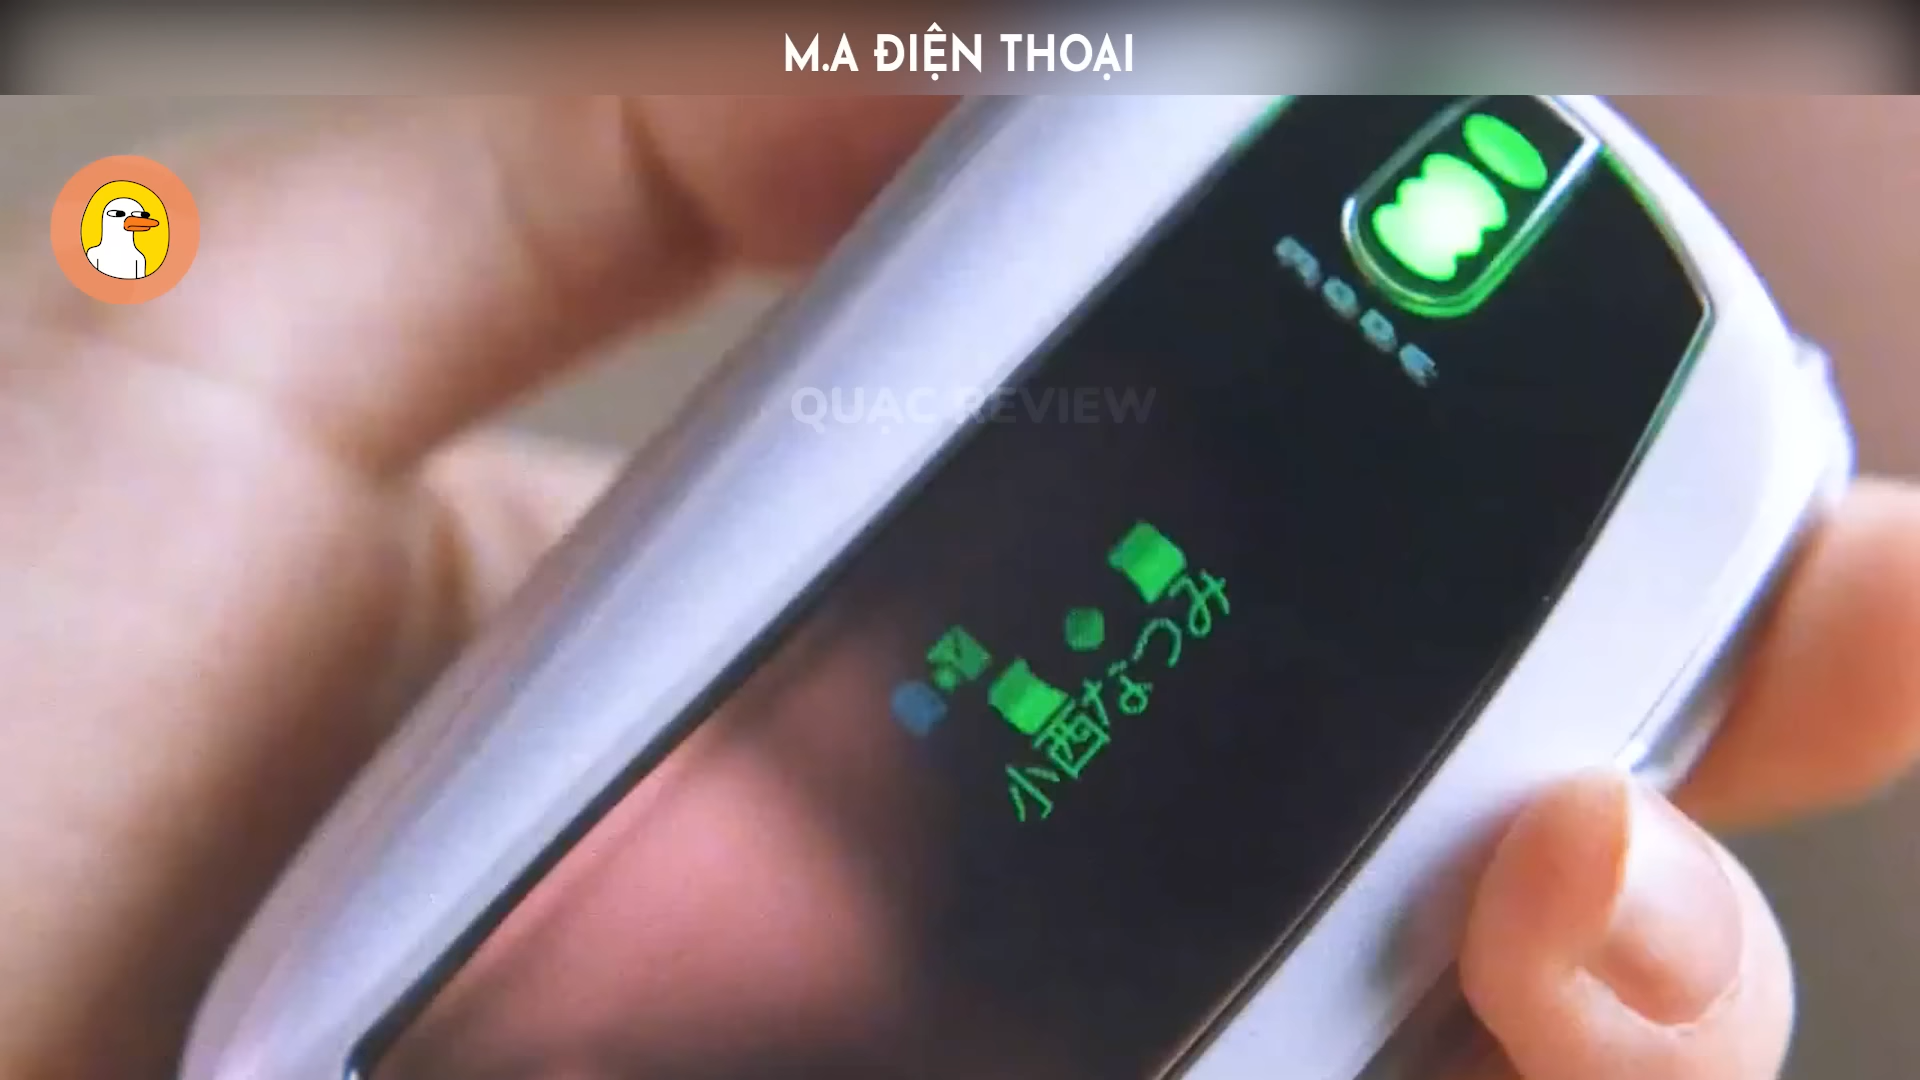 M.A ĐIỆN THOẠI
QUẠC REVIEW
小西なつみ